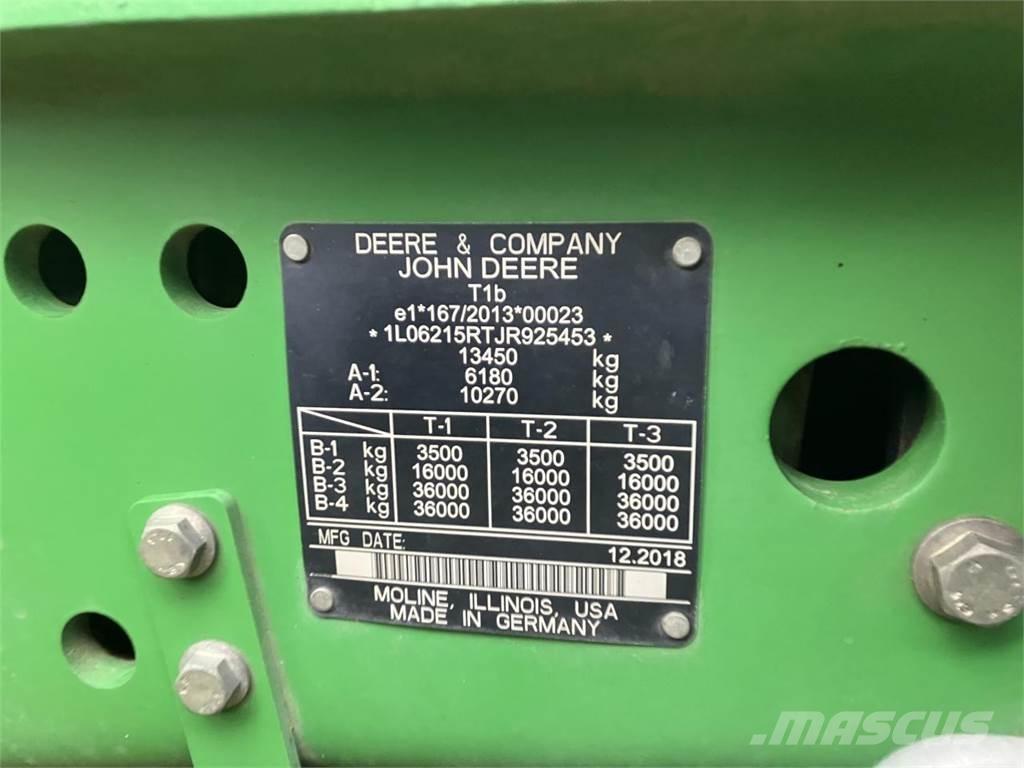 DEERE & COMPANY
JOHN DEERE
T1b
e1*167/2013*00023
* 1L06215RTJR925453 *
13450 kg
A-1: 6180 kg
A-2: 10270 kg
T-1 T-2 T-3
B-1 kg 3500 3500 3500
B-2 kg 16000 16000 16000
B-3 kg 36000 36000 36000
B-4 kg 36000 36000 36000
MFG DATE: 12.2018
MOLINE, ILLINOIS, USA
MADE IN GERMANY
MASCUS